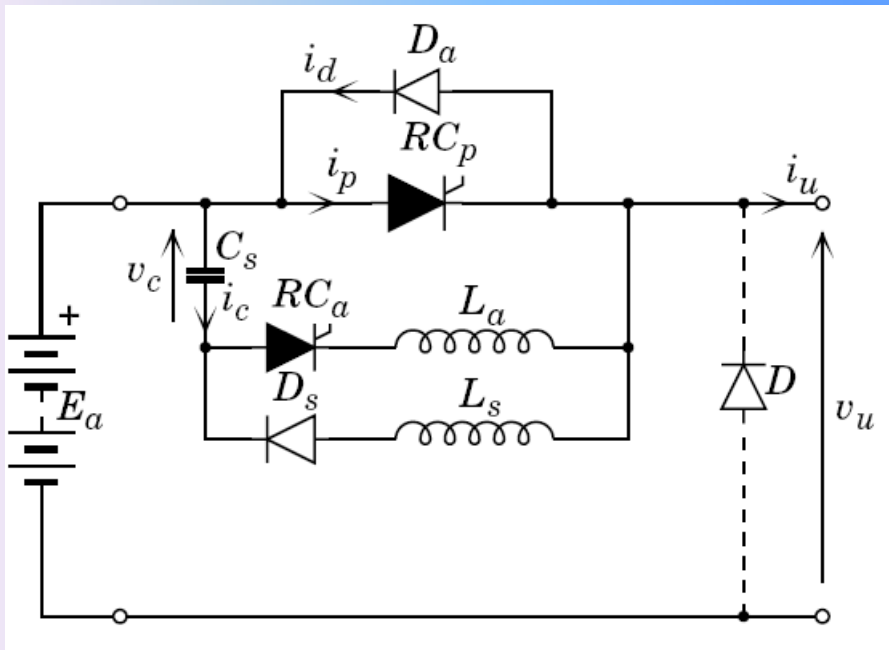 D_a
i_d
RC_p
i_p
i_u
C_s
v_c
i_c
RC_a
L_a
+
D_s
L_s
E_a
D
v_u